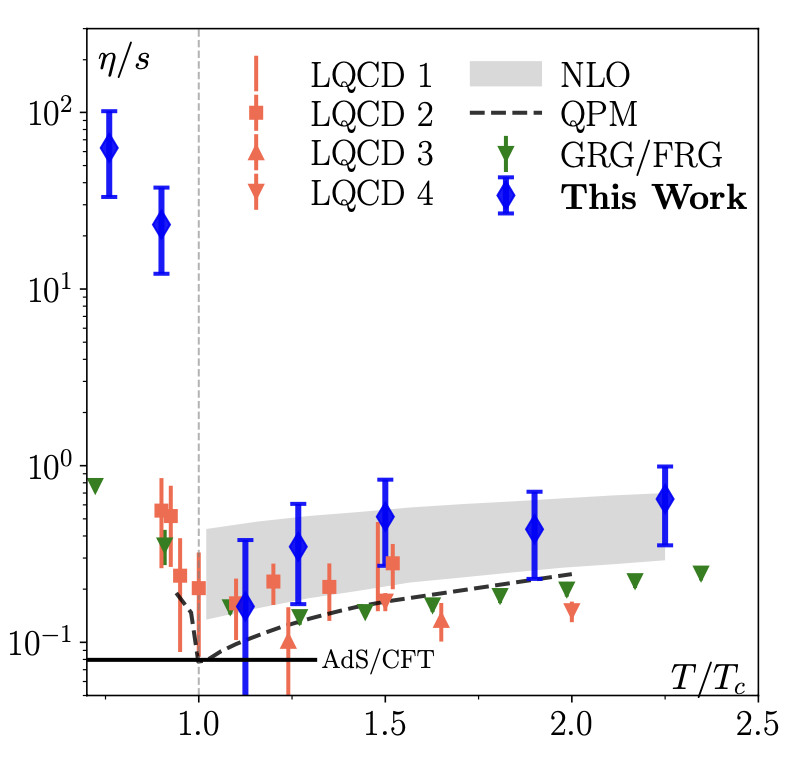 η/s
LQCD 1
LQCD 2
LQCD 3
LQCD 4
NLO
QPM
GRG/FRG
This Work
10²
10¹
10⁰
10⁻¹
AdS/CFT
T/T_c
1.0
1.5
2.0
2.5